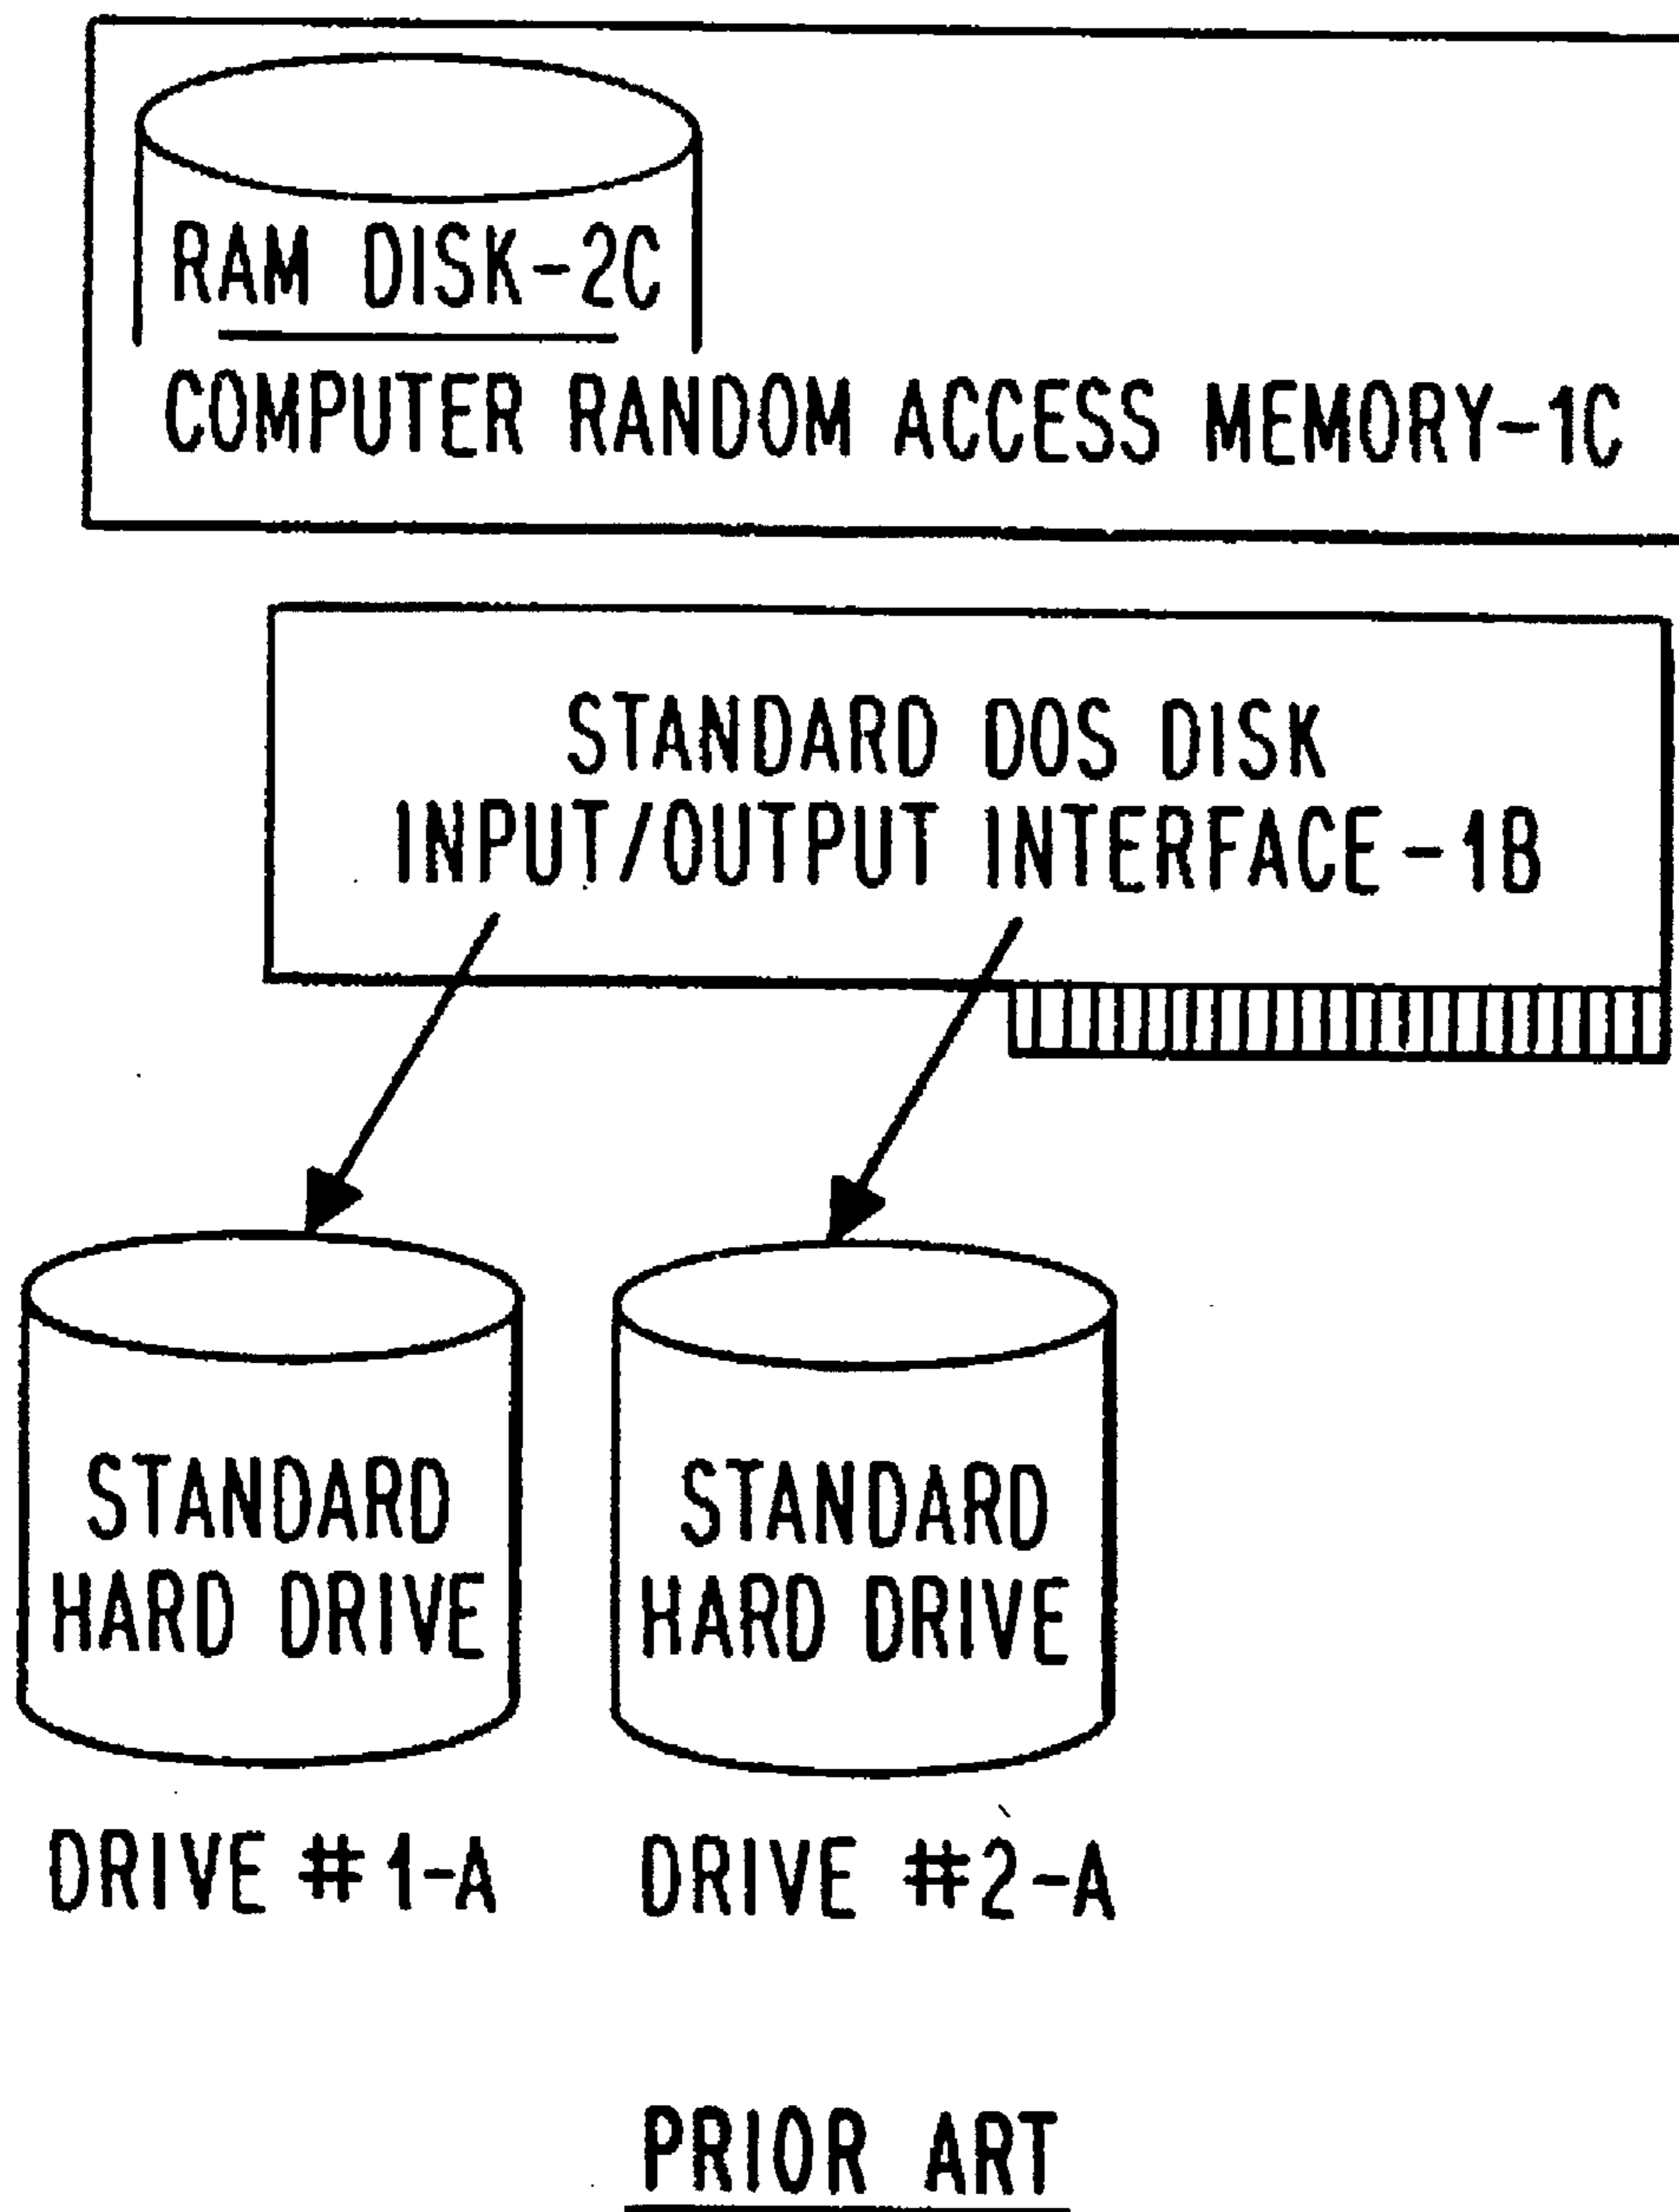 RAM DISK-2C
COMPUTER RANDOM ACCESS MEMORY-1C
STANDARD DOS DISK
INPUT/OUTPUT INTERFACE-1B
STANDARD
HARD DRIVE
STANDARD
HARD DRIVE
DRIVE #1-A
DRIVE #2-A
PRIOR ART